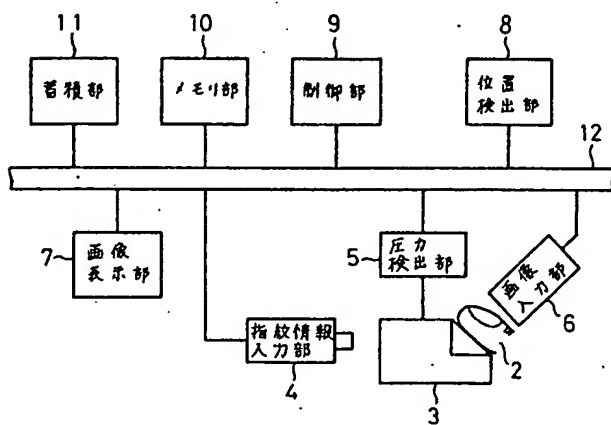 11
10
9
8
蓄積部
メモリ部
制御部
位置
検出部
12
7
画像
表示部
5
圧力
検出部
画像
入力部
6
指紋情報
入力部
4
3
2